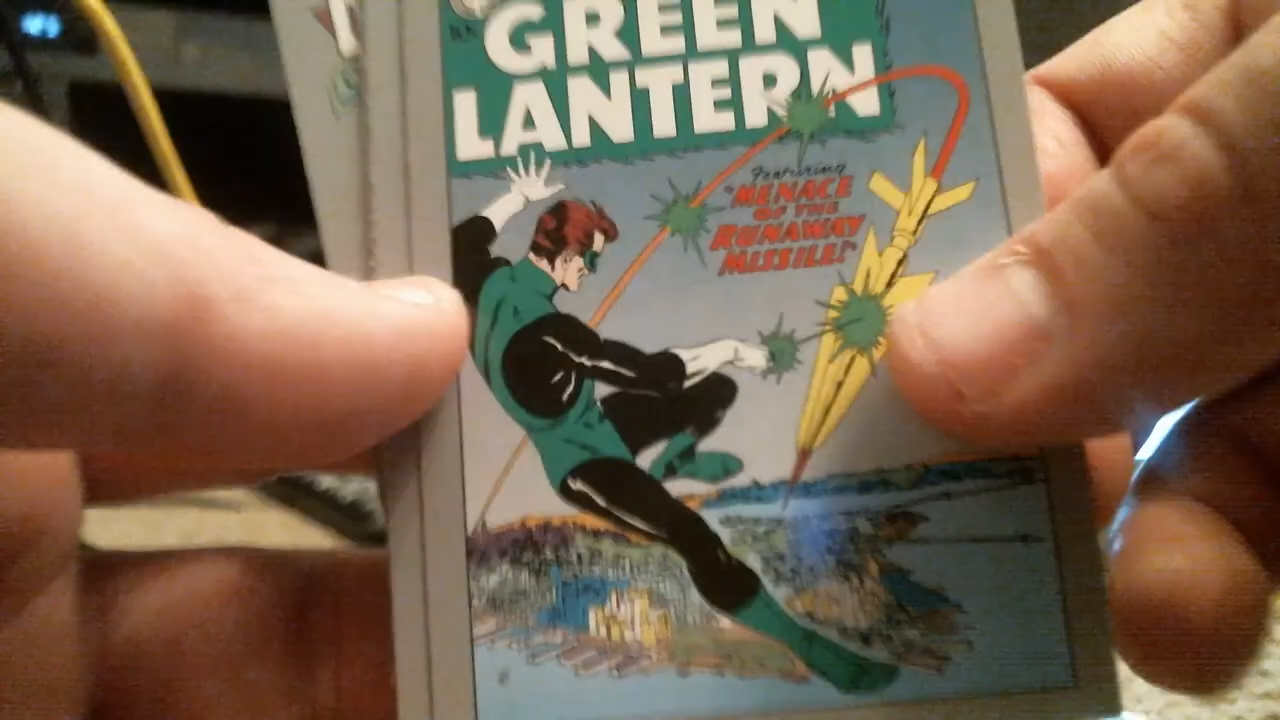 GREEN
LANTERN
Featuring
"MENACE
OF THE
RUNAWAY
MISSILE!"